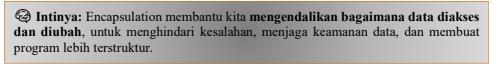 Intinya: Encapsulation membantu kita mengendalikan bagaimana data diakses
dan diubah, untuk menghindari kesalahan, menjaga keamanan data, dan membuat
program lebih terstruktur.